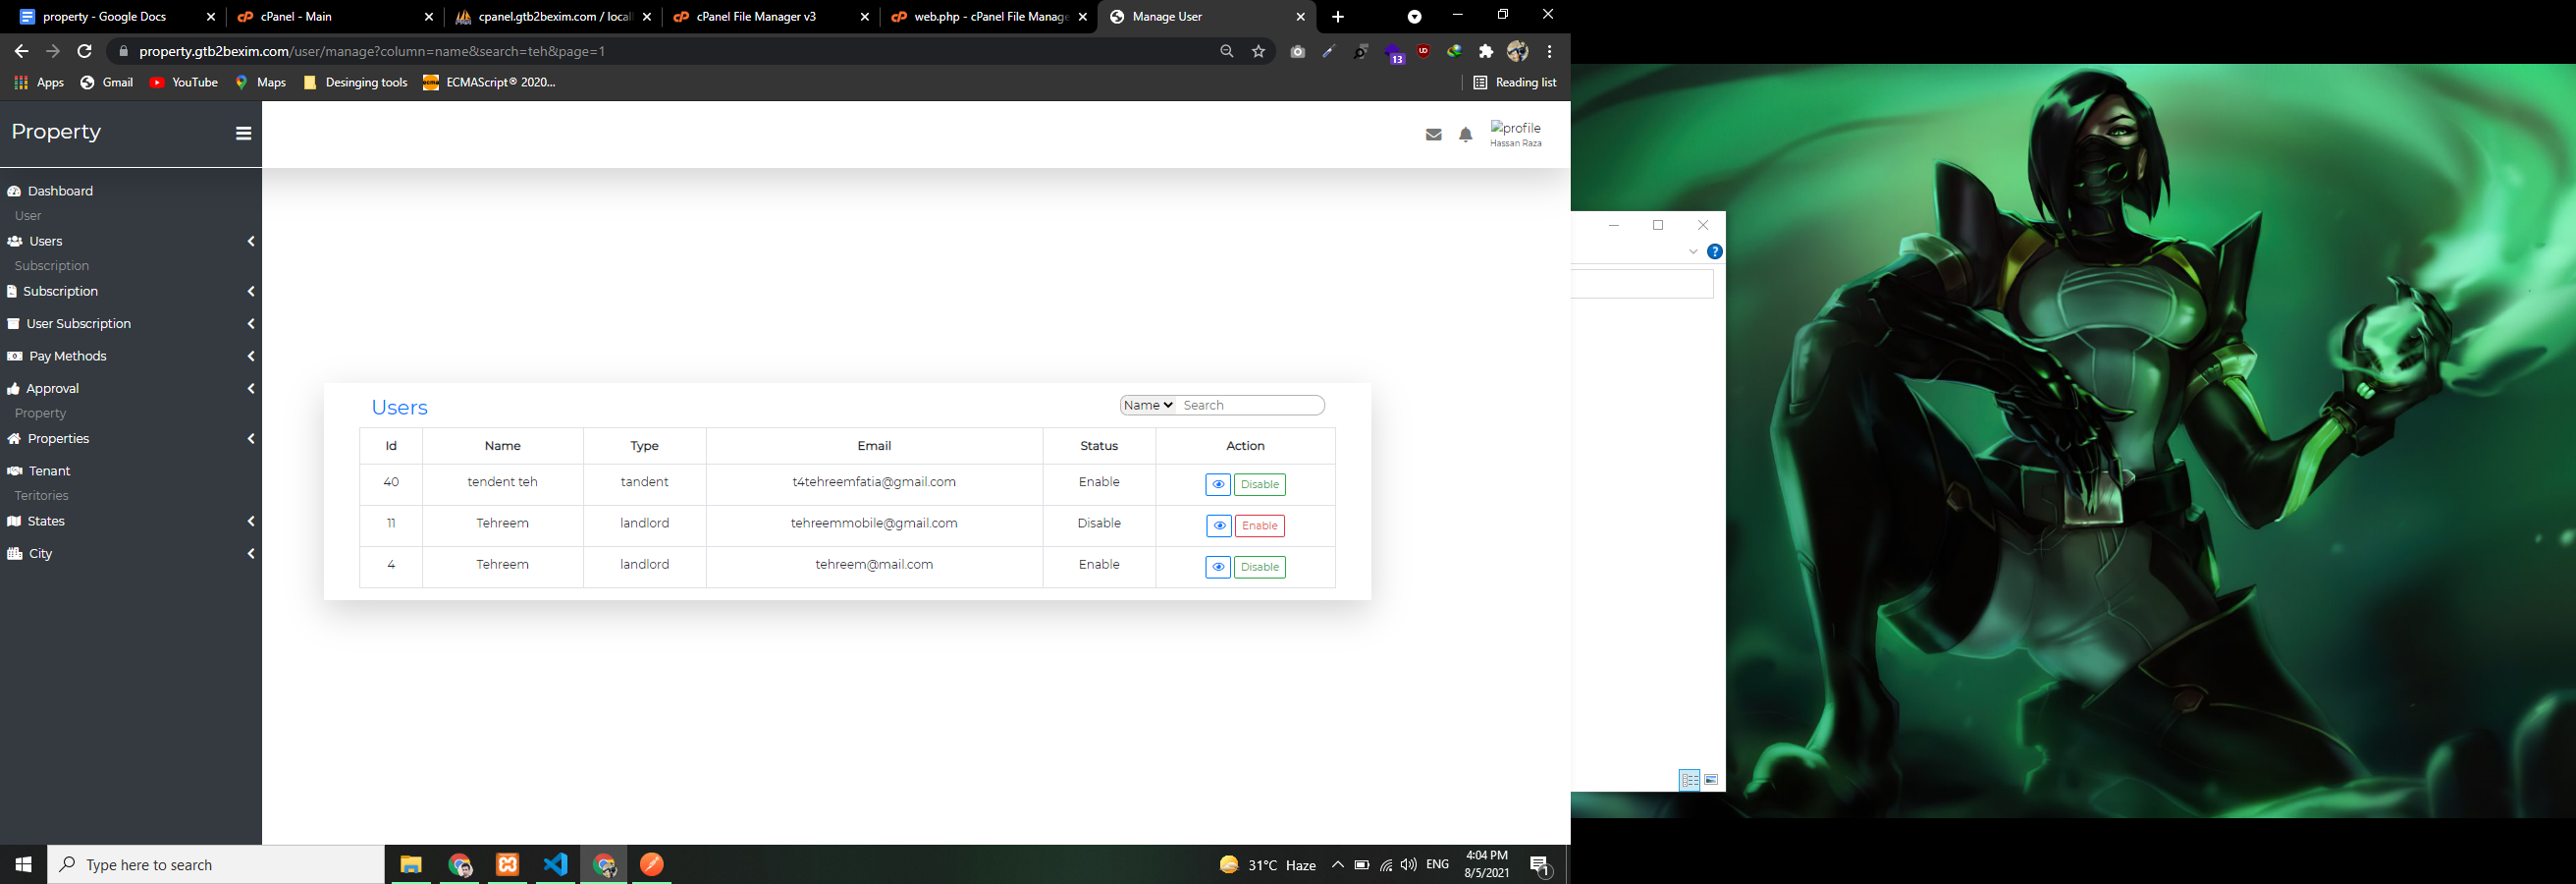 property - Google Docs
cPanel - Main
cpanel.gtb2bexim.com / local
cPanel File Manager v3
web.php - cPanel File Manage
Manage User
property.gtb2bexim.com/user/manage?column=name&search=teh&page=1
13
UD
Apps
Gmail
YouTube
Maps
Desinging tools
ecma
ECMAScript® 2020...
Reading list
Property
profile
Hassan Raza
Dashboard
User
Users
Subscription
Subscription
User Subscription
Pay Methods
Approval
Property
Properties
Tenant
Teritories
States
City
Users
Name Search
Id Name Type Email Status Action
40 tendent teh tandent t4tehreemfatia@gmail.com Enable Disable
11 Tehreem landlord tehreemmobile@gmail.com Disable Enable
4 Tehreem landlord tehreem@mail.com Enable Disable
Type here to search
31°C Haze
ENG
4:04 PM
8/5/2021
1